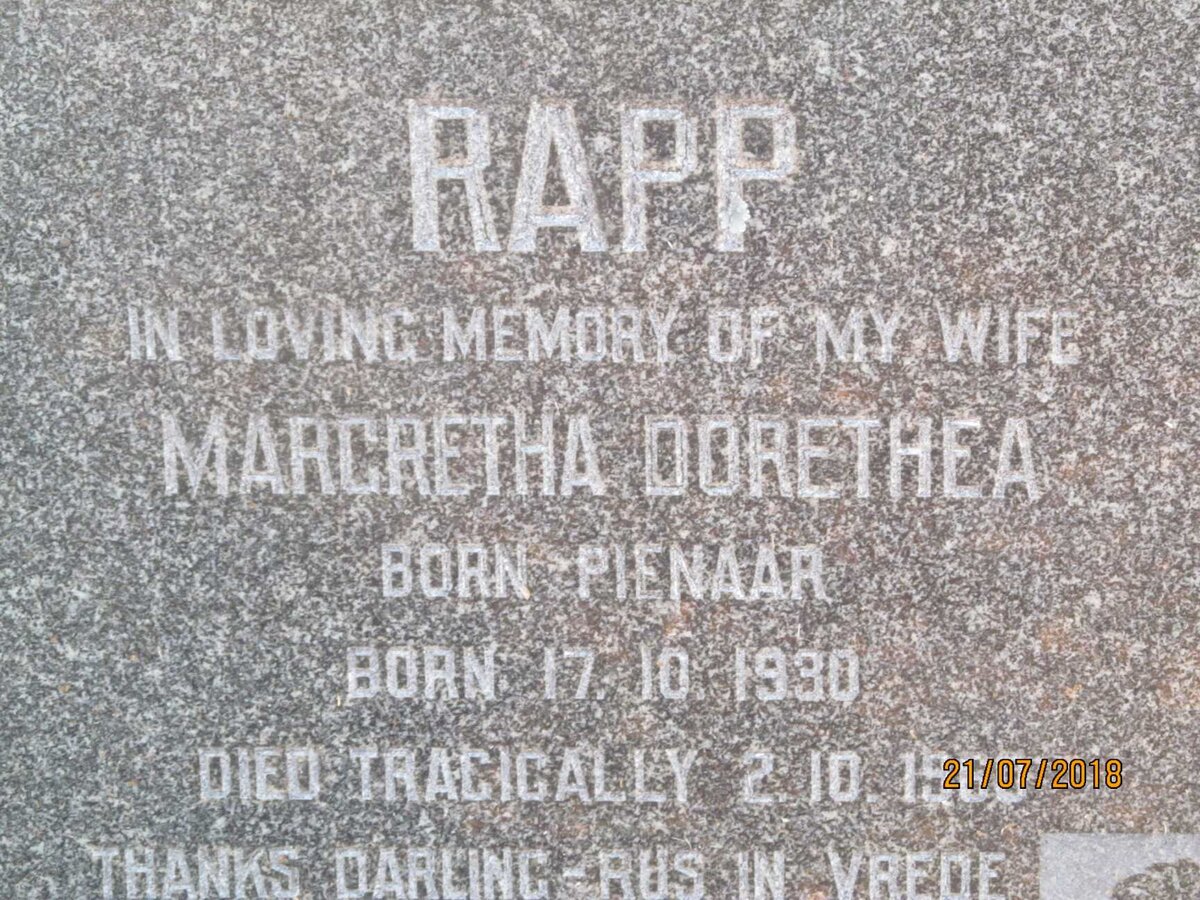 RAPP
IN LOVING MEMORY OF MY WIFE
MARGRETHA DORETHEA
BORN PIENAAR
BORN 17. 10. 1930
DIED TRAGICALLY 2. 10.
21/07/2018
THANKS DARLING - RUS IN VREDE